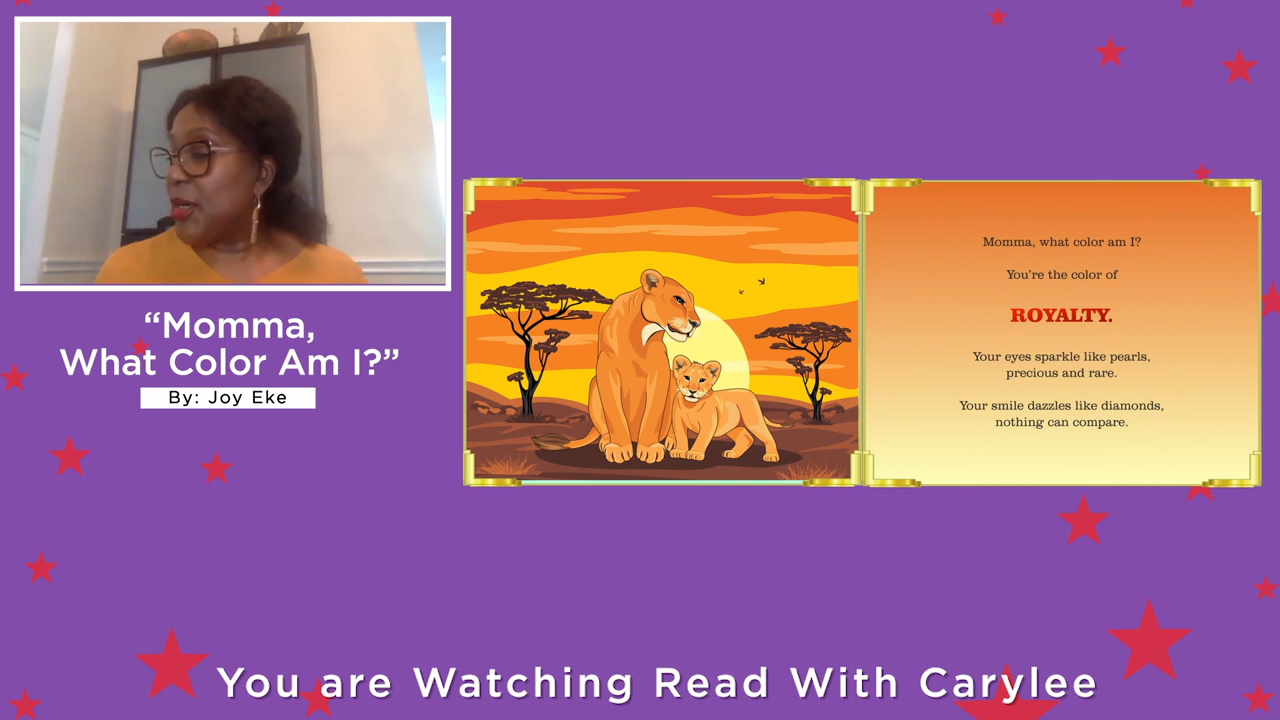 “Momma,
What Color Am I?”
By: Joy Eke
Momma, what color am I?
You're the color of
ROYALTY.
Your eyes sparkle like pearls,
precious and rare.
Your smile dazzles like diamonds,
nothing can compare.
You are Watching Read With Carylee